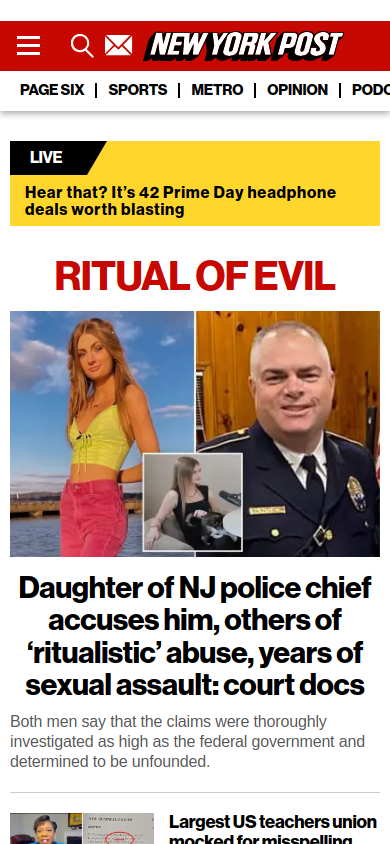 NEW YORK POST
PAGE SIX | SPORTS | METRO | OPINION | PODC
LIVE
Hear that? It’s 42 Prime Day headphone
deals worth blasting
RITUAL OF EVIL
Daughter of NJ police chief
accuses him, others of
‘ritualistic’ abuse, years of
sexual assault: court docs
Both men say that the claims were thoroughly
investigated as high as the federal government and
determined to be unfounded.
Largest US teachers union
mocked for misspelling